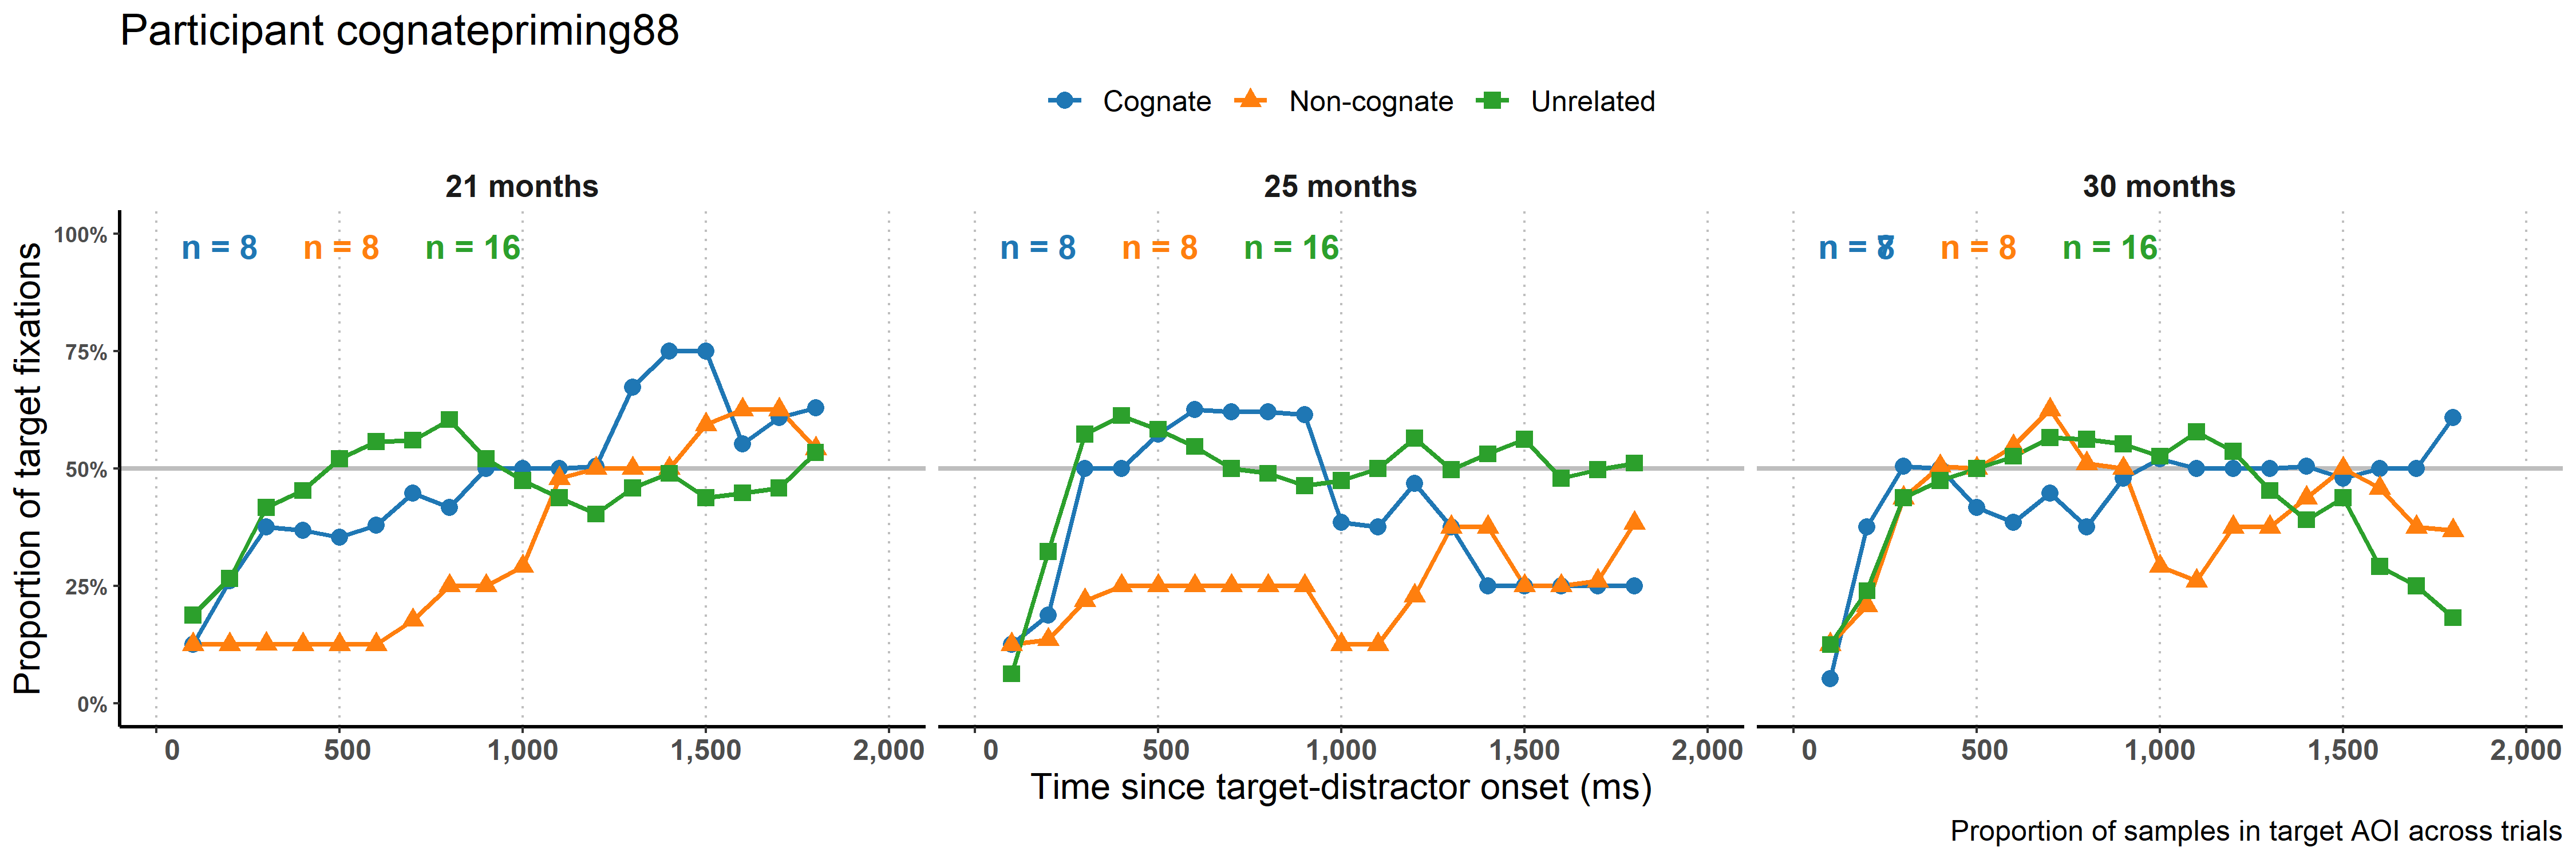 Participant cognatepriming88
Cognate Non-cognate Unrelated
21 months 25 months 30 months
100% n = 8 n = 8 n = 16 n = 8 n = 8 n = 16 n = n = 8 n = 16
75%
50%
25%
0%
Proportion of target fixations
0 500 1,000 1,500 2,000 0 500 1,000 1,500 2,000 0 500 1,000 1,500 2,000
Time since target-distractor onset (ms)
Proportion of samples in target AOI across trials